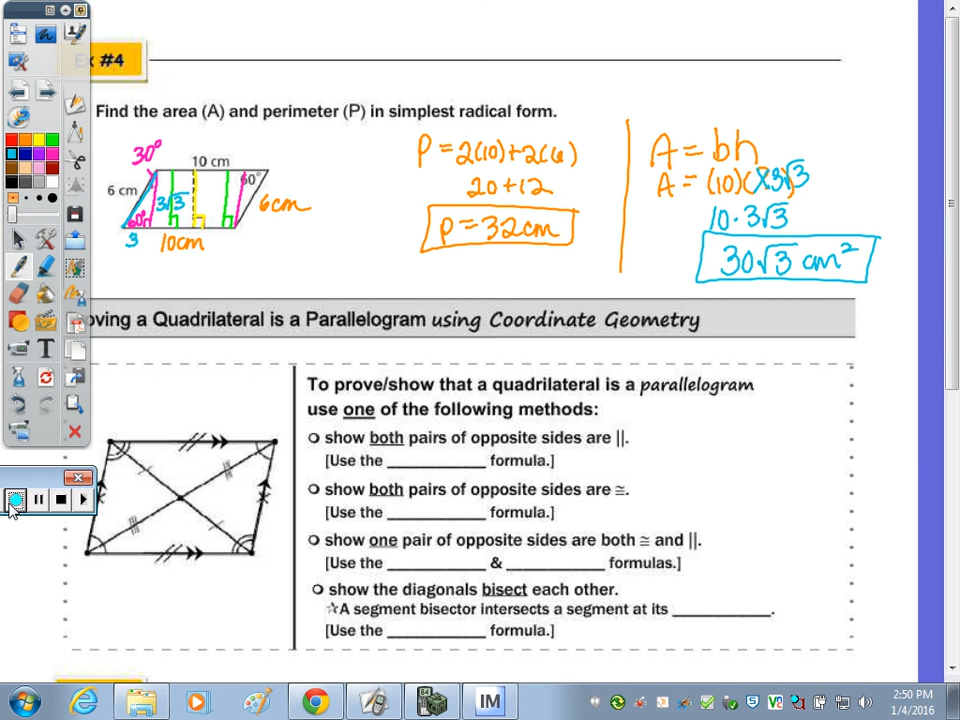 Ex #4
Find the area (A) and perimeter (P) in simplest radical form.
30°
10 cm
60°
6 cm
3√3
6cm
60°
3
10cm
P = 2(10)+2(6)
20+12
P = 32cm
A = bh
A = (10)(3√3)
10 · 3√3
30√3 cm²
oving a Quadrilateral is a Parallelogram using Coordinate Geometry
To prove/show that a quadrilateral is a parallelogram
use one of the following methods:
show both pairs of opposite sides are ||.
[Use the ____________ formula.]
show both pairs of opposite sides are ≅.
[Use the ____________ formula.]
show one pair of opposite sides are both ≅ and ||.
[Use the ____________ & ____________ formulas.]
show the diagonals bisect each other.
☆A segment bisector intersects a segment at its ____________.
[Use the ____________ formula.]
84
IM
2:50 PM
1/4/2016